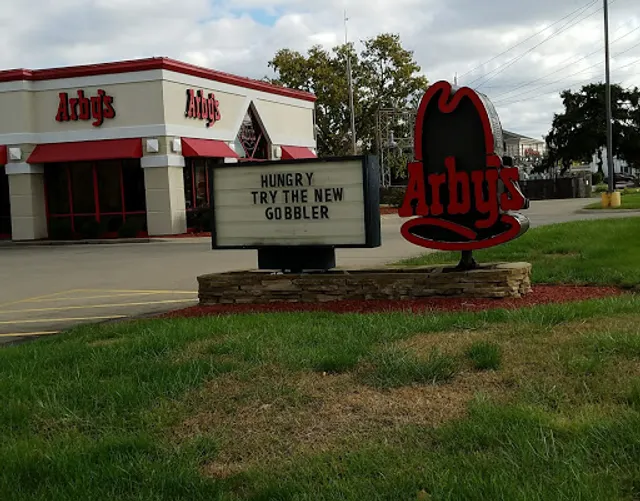 Arby's
Arby's
HUNGRY
TRY THE NEW
GOBBLER
Arby's